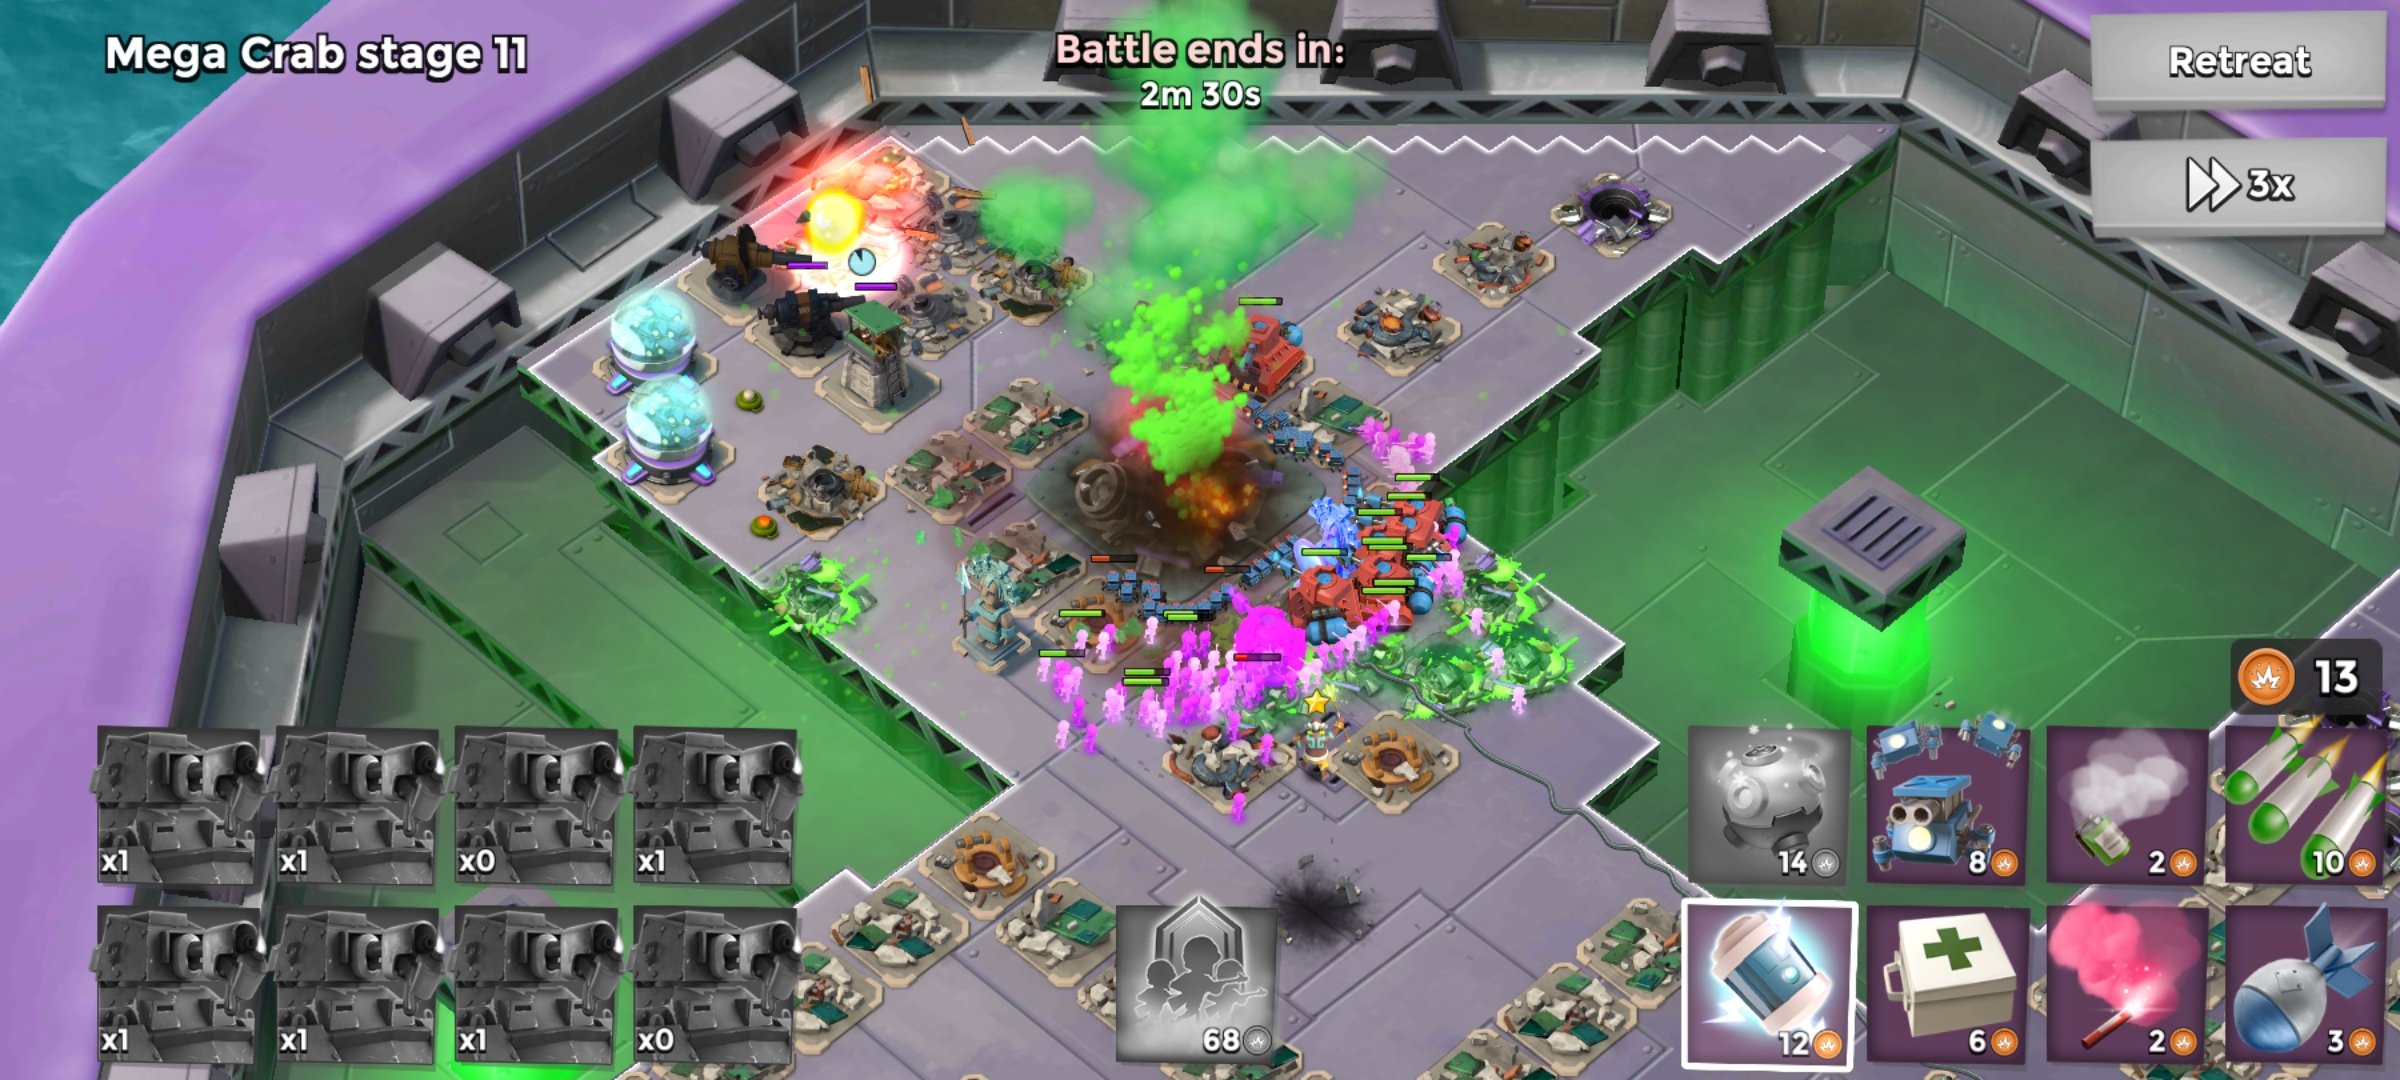 Mega Crab stage 11
Battle ends in:
2m 30s
Retreat
3x
13
x1
x1
x0
x1
14
8
2
10
x1
x1
x1
x0
68
12
6
2
3